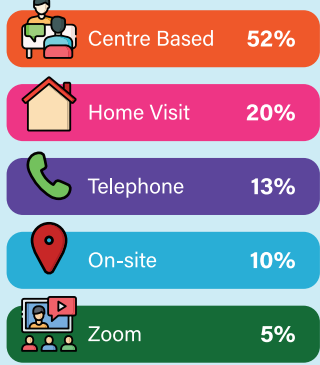 Centre Based 52%
Home Visit 20%
Telephone 13%
On-site 10%
Zoom 5%